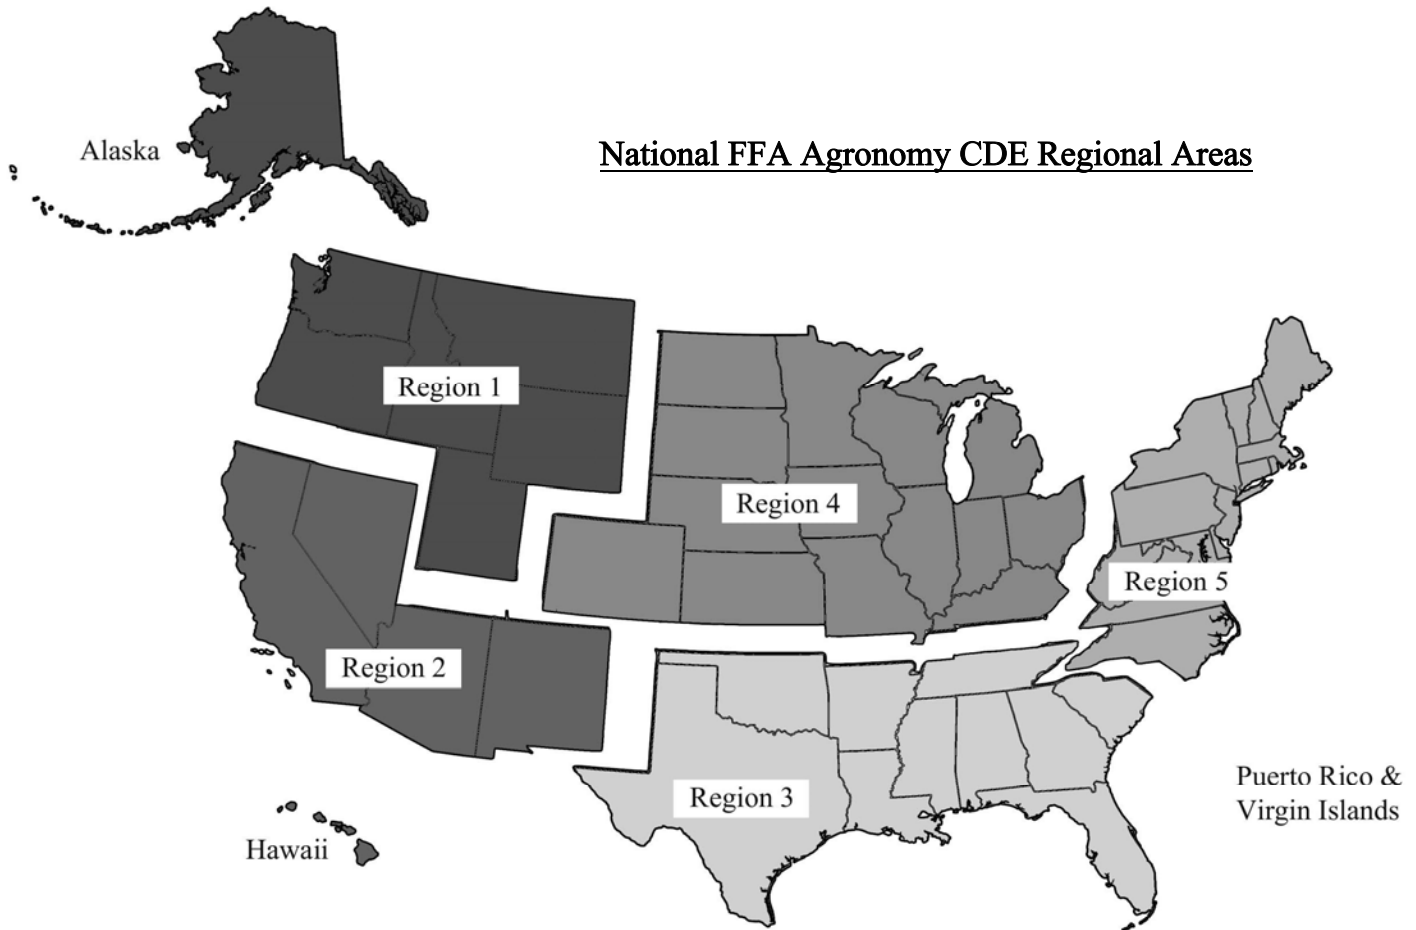 National FFA Agronomy CDE Regional Areas
Alaska
Region 1
Region 4
Region 5
Region 2
Region 3
Puerto Rico &
Virgin Islands
Hawaii